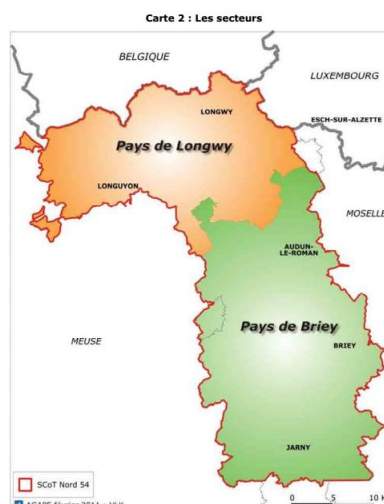 Carte 2 : Les secteurs
BELGIQUE
LUXEMBOURG
LONGWY
ESCH-SUR-ALZETTE
Pays de Longwy
LONGUYON
MOSELLE
AUDUN-
LE-ROMAN
MEUSE
Pays de Briey
BRIEY
JARNY
SCoT Nord 54
0 5 10 K